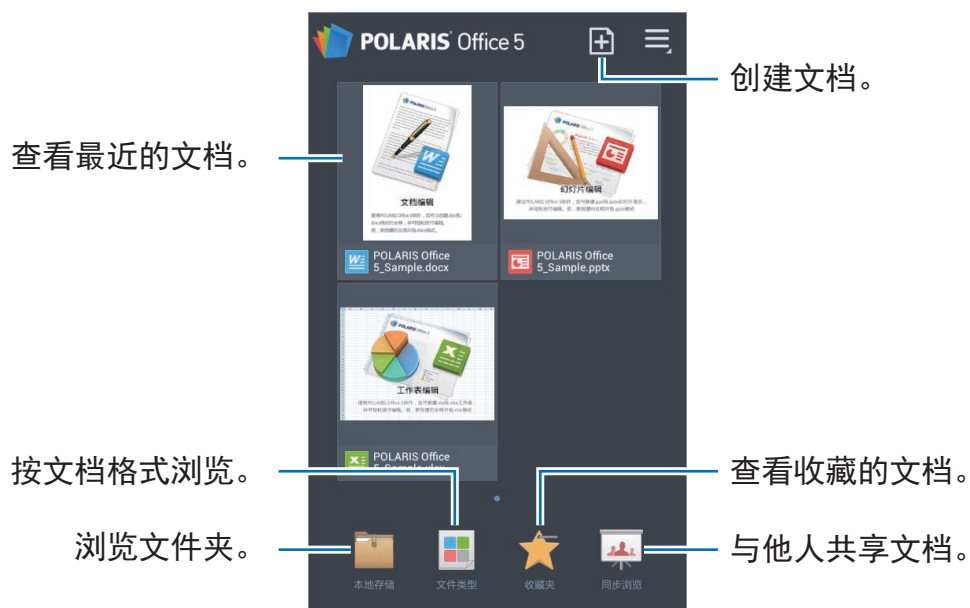 POLARIS Office 5
创建文档。
查看最近的文档。
文档编辑
幻灯片编辑
POLARIS Office
5_Sample.docx
POLARIS Office
5_Sample.pptx
工作表编辑
POLARIS Office
5_Sample.xlsx
按文档格式浏览。
查看收藏的文档。
浏览文件夹。
与他人共享文档。
本地存储
文件类型
收藏夹
同步浏览